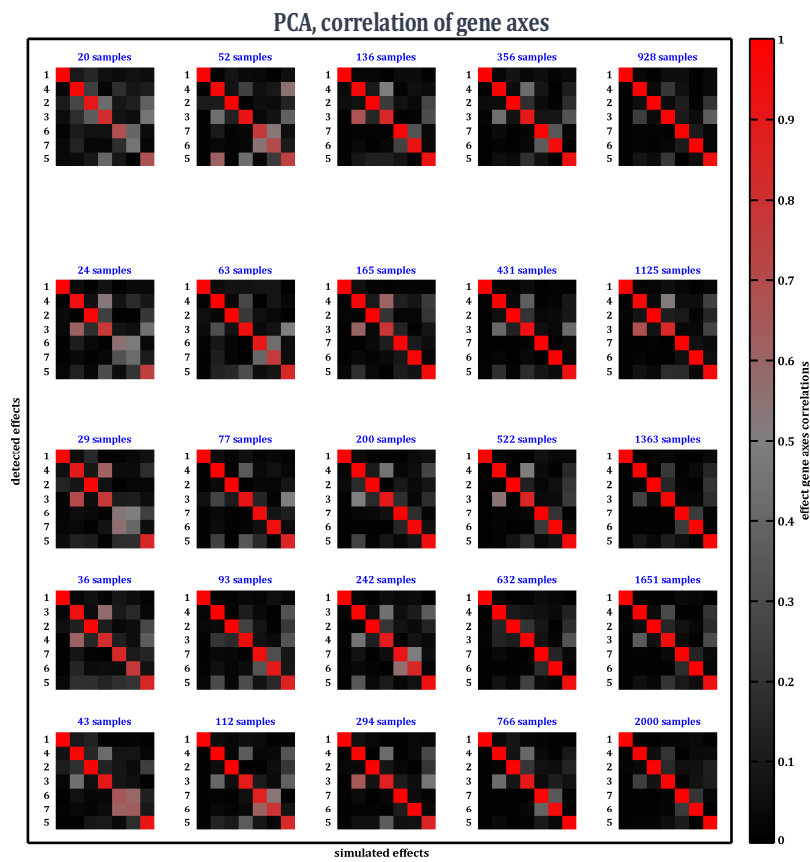 PCA, correlation of gene axes
20 samples
52 samples
136 samples
356 samples
928 samples
1 1 1 1 1
4 4 4 4 4
2 2 2 2 2
3 3 3 3 3
6 7 7 7 7
7 6 6 6 6
5 5 5 5 5
24 samples
63 samples
165 samples
431 samples
1125 samples
1 1 1 1 1
4 4 4 4 4
2 2 2 2 2
3 3 3 3 3
6 6 6 6 6
7 7 7 7 7
5 5 5 5 5
29 samples
77 samples
200 samples
522 samples
1363 samples
1 1 1 1 1
4 4 4 4 4
2 2 2 2 2
3 3 3 3 3
6 6 6 6 6
7 7 7 7 7
5 5 5 5 5
36 samples
93 samples
242 samples
632 samples
1651 samples
1 1 1 1 1
3 4 3 4 4
2 2 2 2 2
4 3 4 3 3
7 7 7 7 7
6 6 6 6 6
5 5 5 5 5
43 samples
112 samples
294 samples
766 samples
2000 samples
1 1 1 1 1
4 4 4 4 4
2 2 2 2 2
3 3 3 3 3
6 6 7 7 7
7 7 6 6 6
5 5 5 5 5
detected effects
simulated effects
1
0.9
0.8
0.7
0.6
0.5
0.4
0.3
0.2
0.1
0
effect gene axes correlations